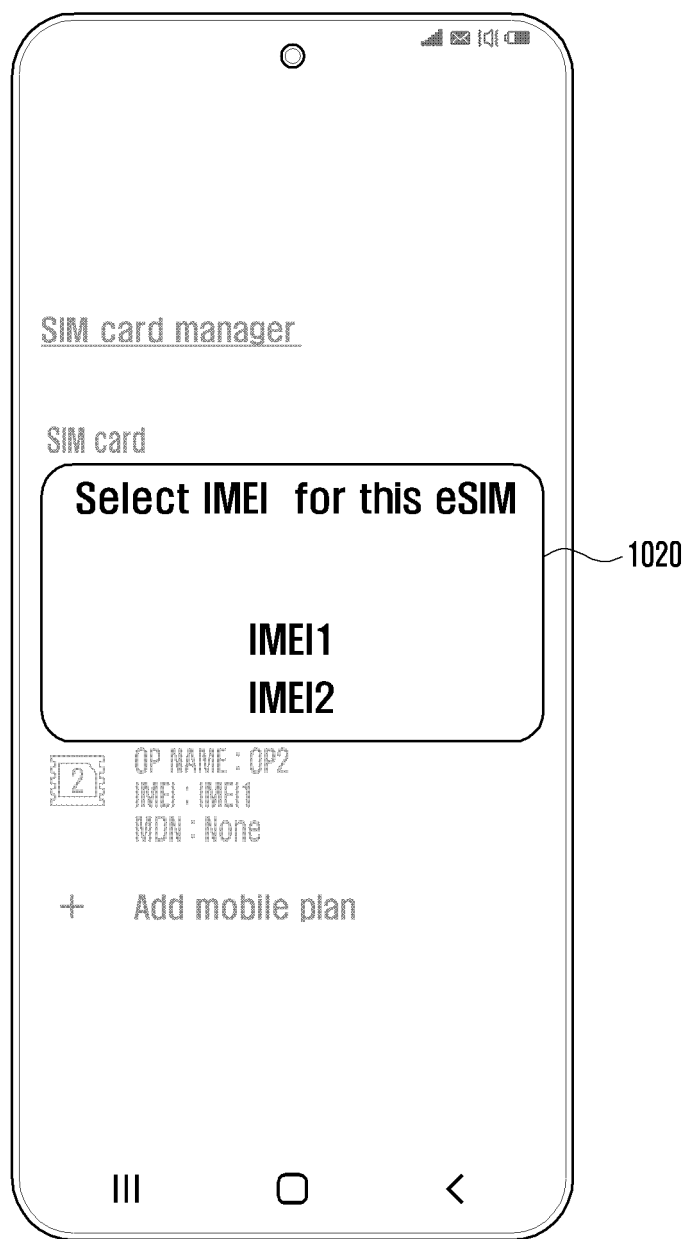 SIM card manager
SIM card
Select IMEI for this eSIM
1020
IMEI1
IMEI2
2
OP NAME : OP2
IMEI : IMEI1
MDN : None
+ Add mobile plan